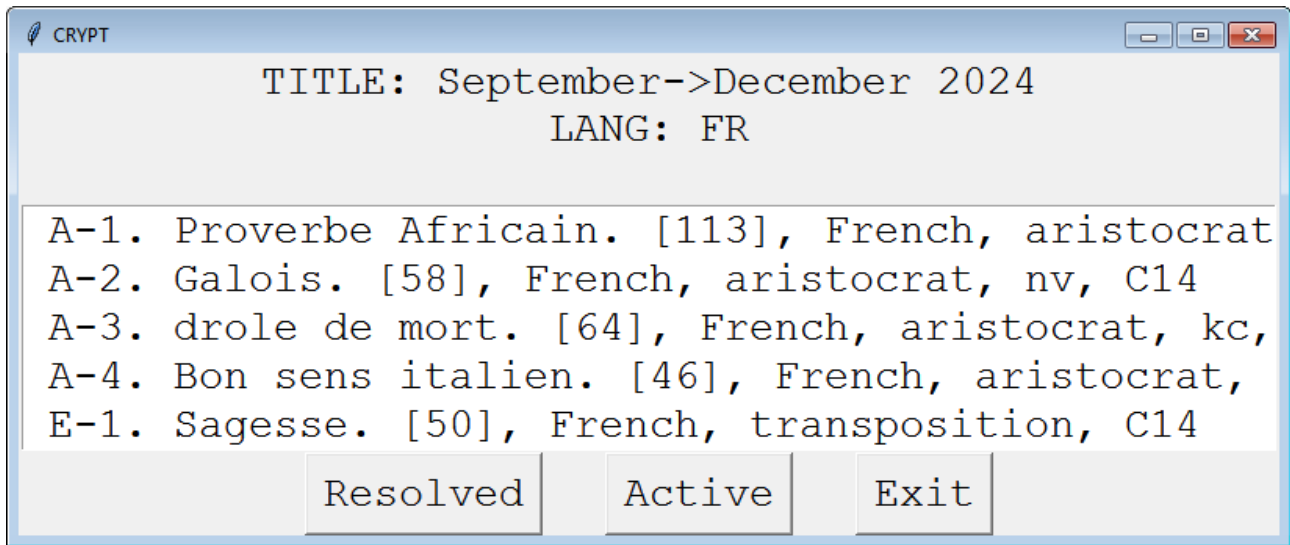 CRYPT
TITLE: September->December 2024
LANG: FR
A-1. Proverbe Africain. [113], French, aristocrat
A-2. Galois. [58], French, aristocrat, nv, C14
A-3. drole de mort. [64], French, aristocrat, kc,
A-4. Bon sens italien. [46], French, aristocrat,
E-1. Sagesse. [50], French, transposition, C14
Resolved Active Exit